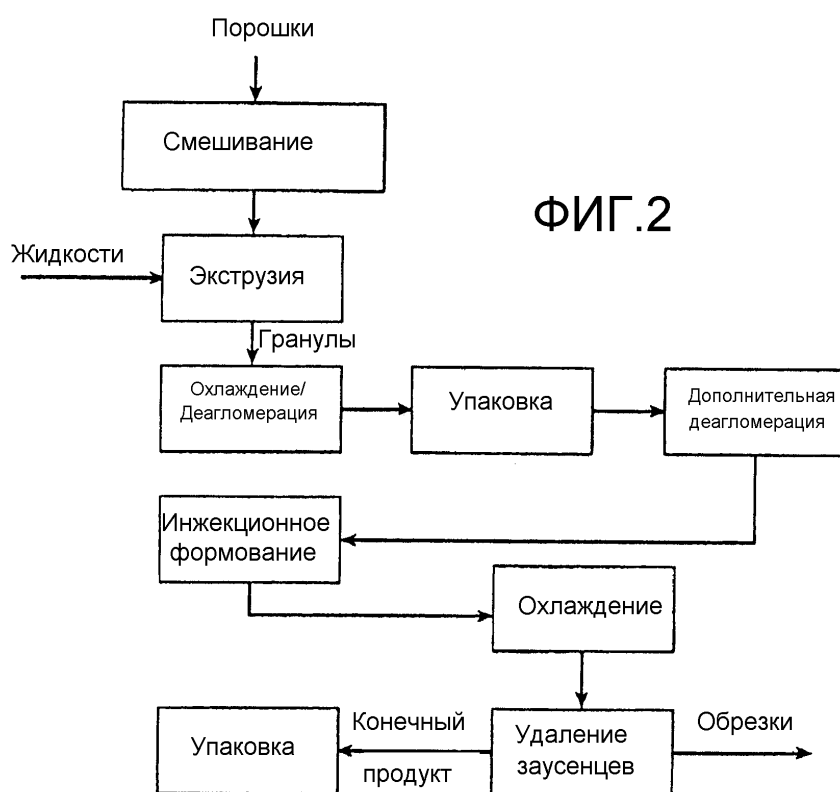 Порошки
Смешивание
ФИГ.2
Жидкости
Экструзия
Гранулы
Охлаждение/
Деагломерация
Упаковка
Дополнительная
деагломерация
Инжекционное
формование
Охлаждение
Удаление
заусенцев
Обрезки
Конечный
продукт
Упаковка